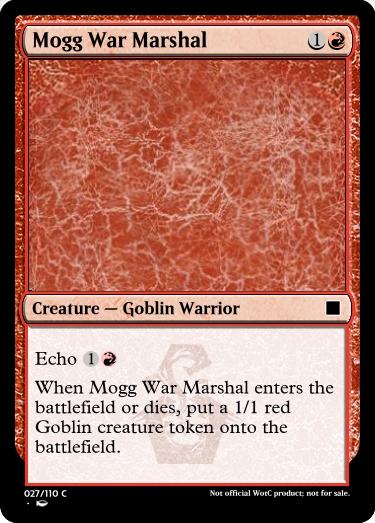 Mogg War Marshal 1
Creature — Goblin Warrior
Echo 1
When Mogg War Marshal enters the
battlefield or dies, put a 1/1 red
Goblin creature token onto the
battlefield.
027/110 C
Not official WotC product; not for sale.